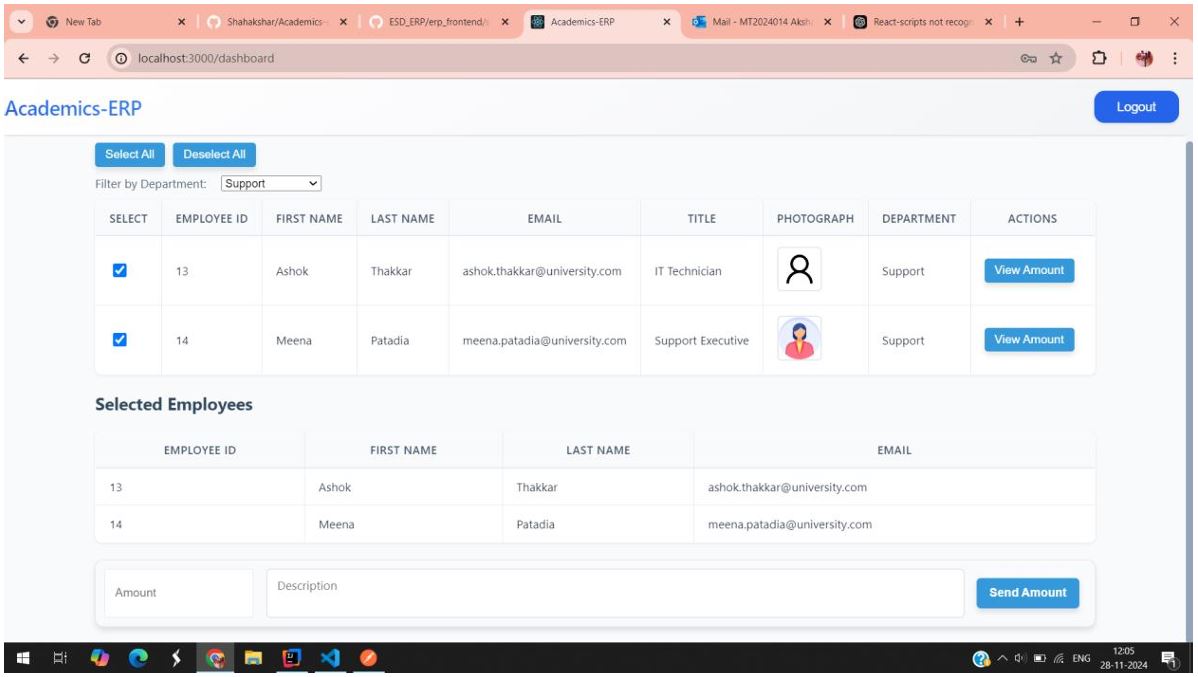 New Tab
Shahakshar/Academics-
ESD_ERP/erp_frontend/
Academics-ERP
Mail - MT2024014 Aksh
React-scripts not recogn
localhost:3000/dashboard
Academics-ERP
Logout
Select All Deselect All
Filter by Department: Support
SELECT EMPLOYEE ID FIRST NAME LAST NAME EMAIL TITLE PHOTOGRAPH DEPARTMENT ACTIONS
13 Ashok Thakkar ashok.thakkar@university.com IT Technician Support View Amount
14 Meena Patadia meena.patadia@university.com Support Executive Support View Amount
Selected Employees
EMPLOYEE ID FIRST NAME LAST NAME EMAIL
13 Ashok Thakkar ashok.thakkar@university.com
14 Meena Patadia meena.patadia@university.com
Amount Description Send Amount
ENG 12:05
28-11-2024 1